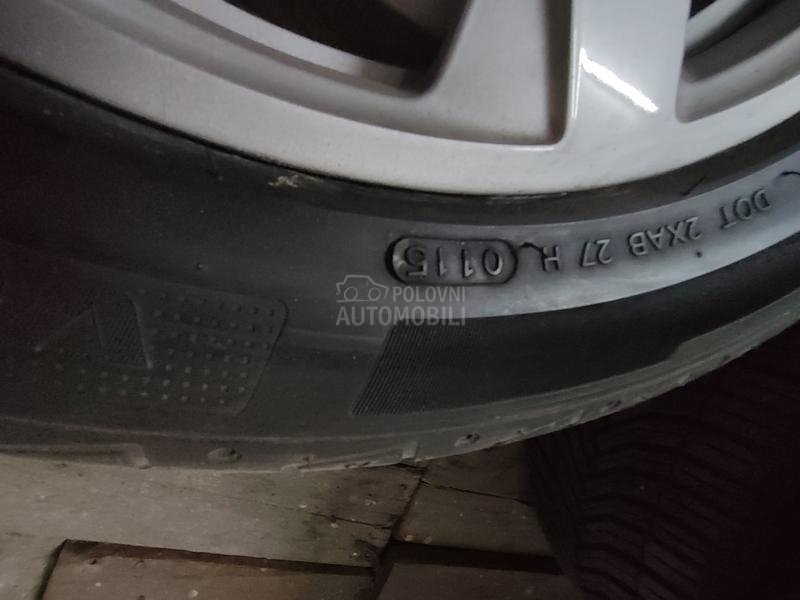 DOT 2XAB 27 H 0115
POLOVNI
AUTOMOBILI